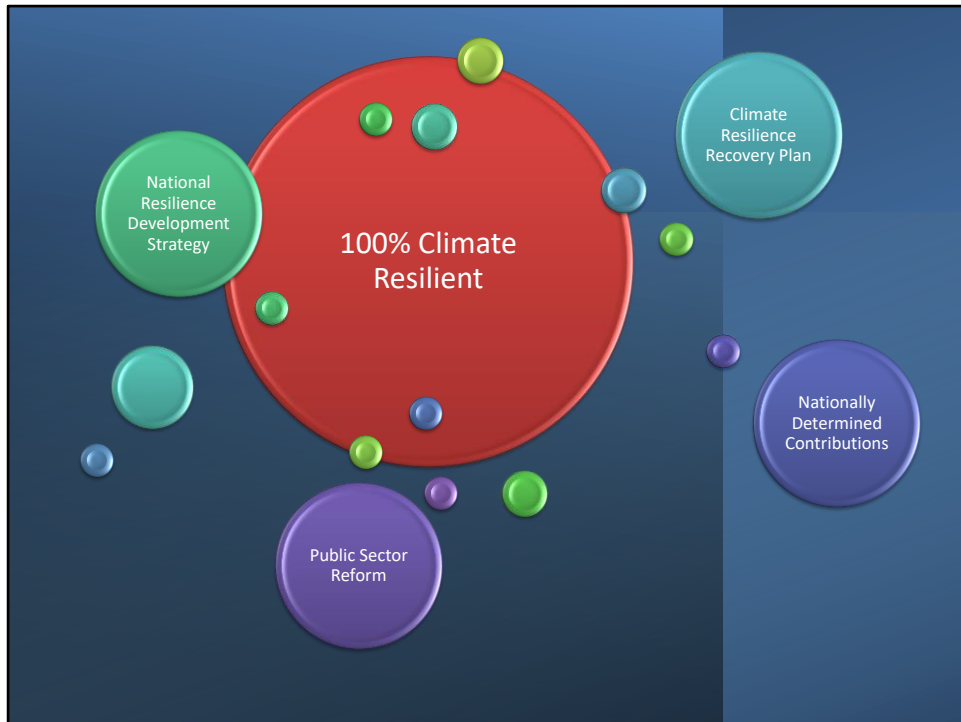 Climate
Resilience
Recovery Plan
National
Resilience
Development
Strategy
100% Climate
Resilient
Nationally
Determined
Contributions
Public Sector
Reform